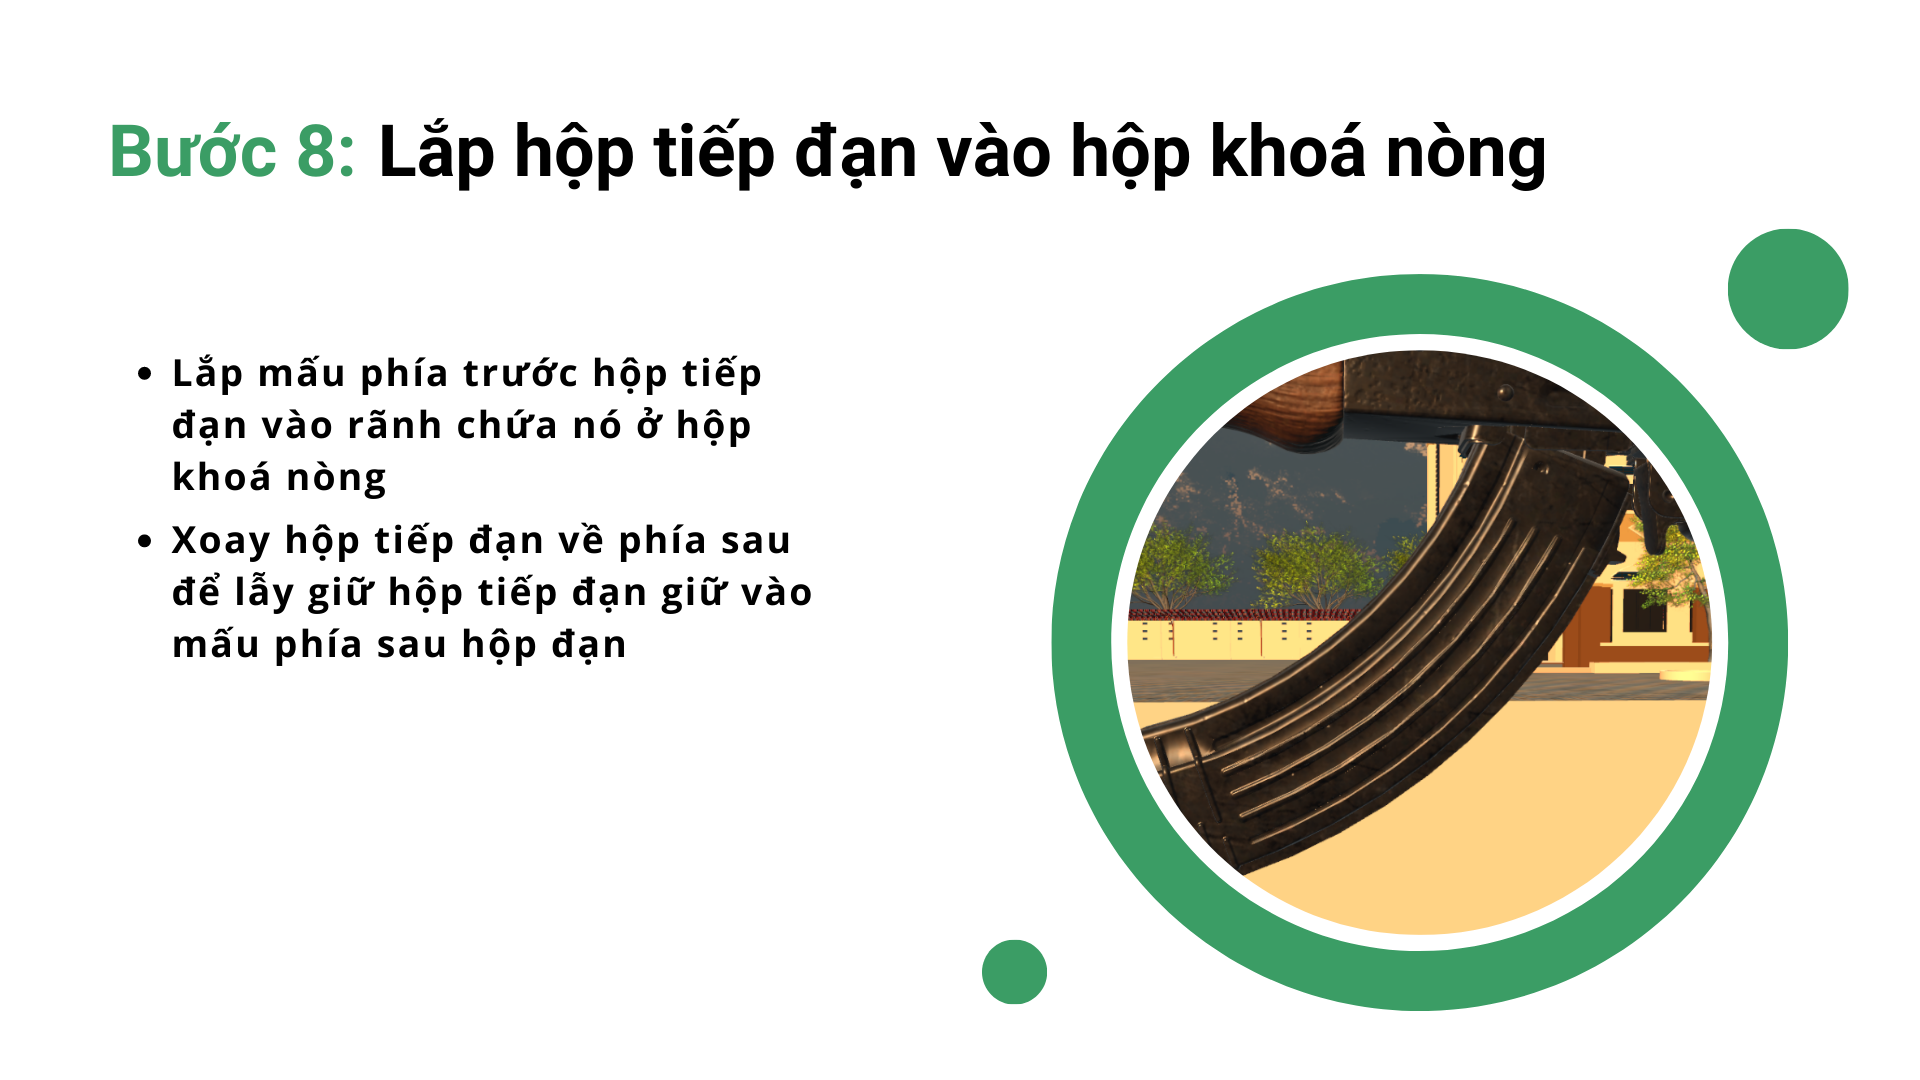 Bước 8: Lắp hộp tiếp đạn vào hộp khoá nòng
• Lắp mấu phía trước hộp tiếp
đạn vào rãnh chứa nó ở hộp
khoá nòng
• Xoay hộp tiếp đạn về phía sau
để lẫy giữ hộp tiếp đạn giữ vào
mấu phía sau hộp đạn